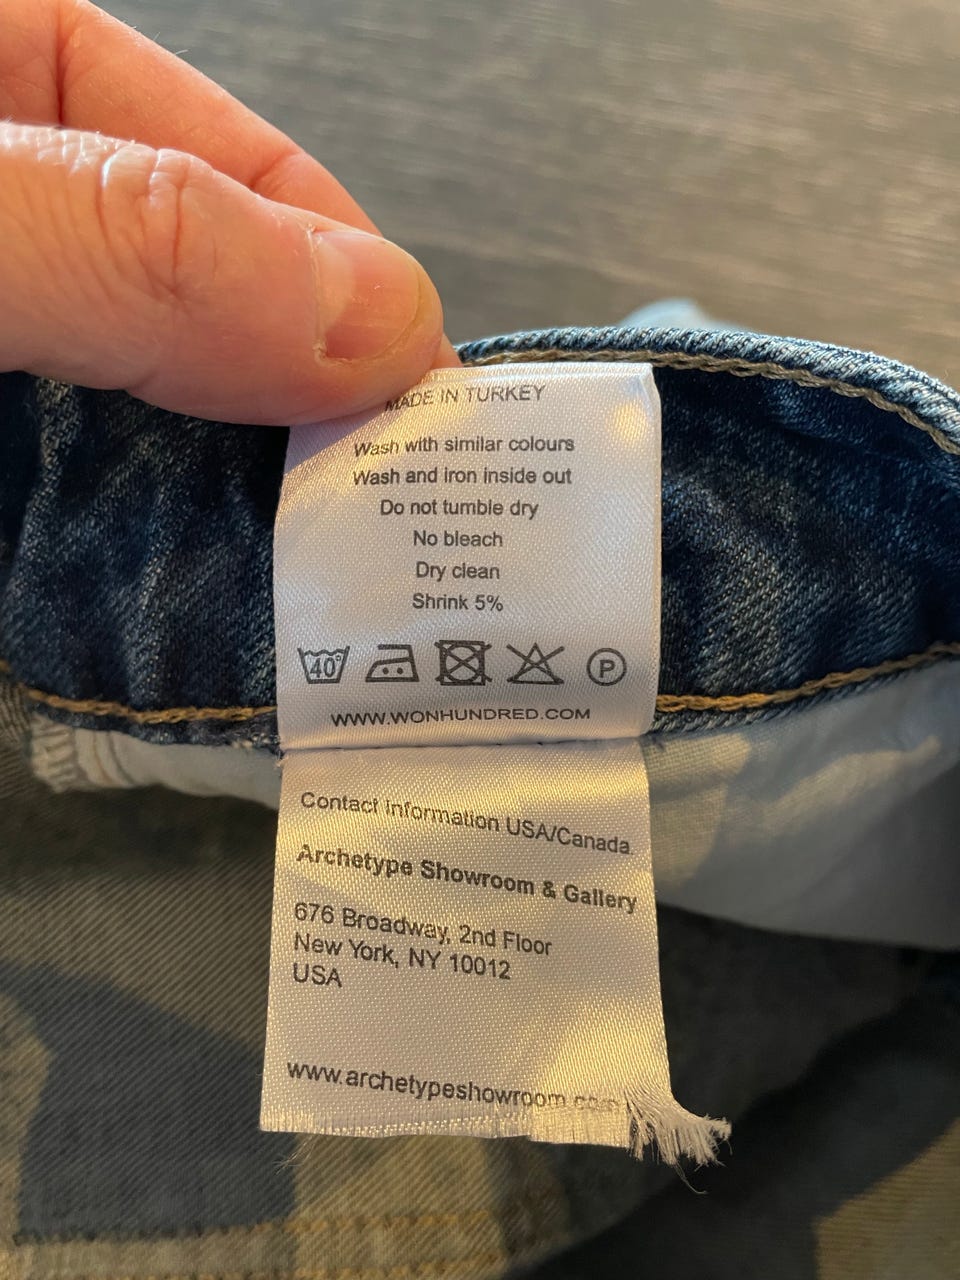 MADE IN TURKEY
Wash with similar colours
Wash and iron inside out
Do not tumble dry
No bleach
Dry clean
Shrink 5%
40° P
WWW.WONHUNDRED.COM
Contact Information USA/Canada
Archetype Showroom & Gallery
676 Broadway, 2nd Floor
New York, NY 10012
USA
www.archetypeshowroom.com